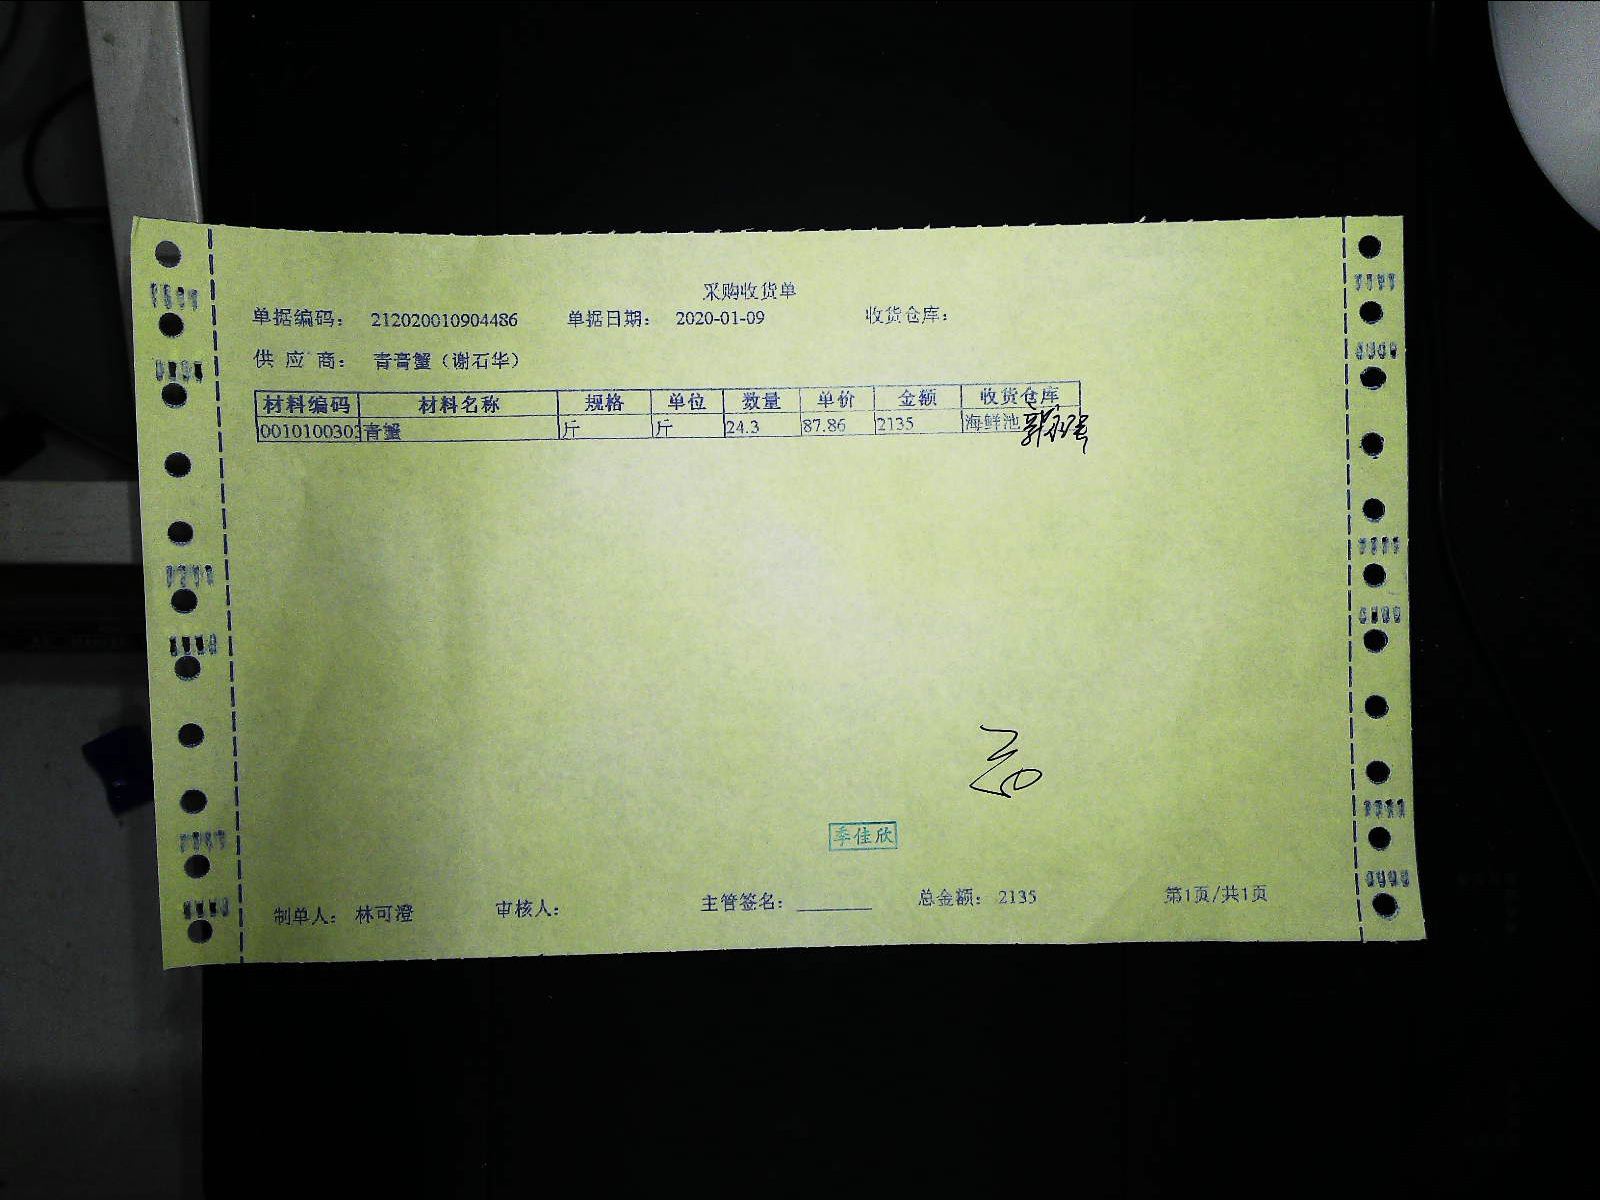 采购收货单
单据编码： 212020010904486 单据日期： 2020-01-09 收货仓库：
供 应 商： 青膏蟹（谢石华）
材料编码 材料名称 规格 单位 数量 单价 金额 收货仓库
0010100303 青蟹 斤 斤 24.3 87.86 2135 海鲜池
季佳欣
制单人： 林可澄 审核人： 主管签名： ________ 总金额： 2135 第1页/共1页